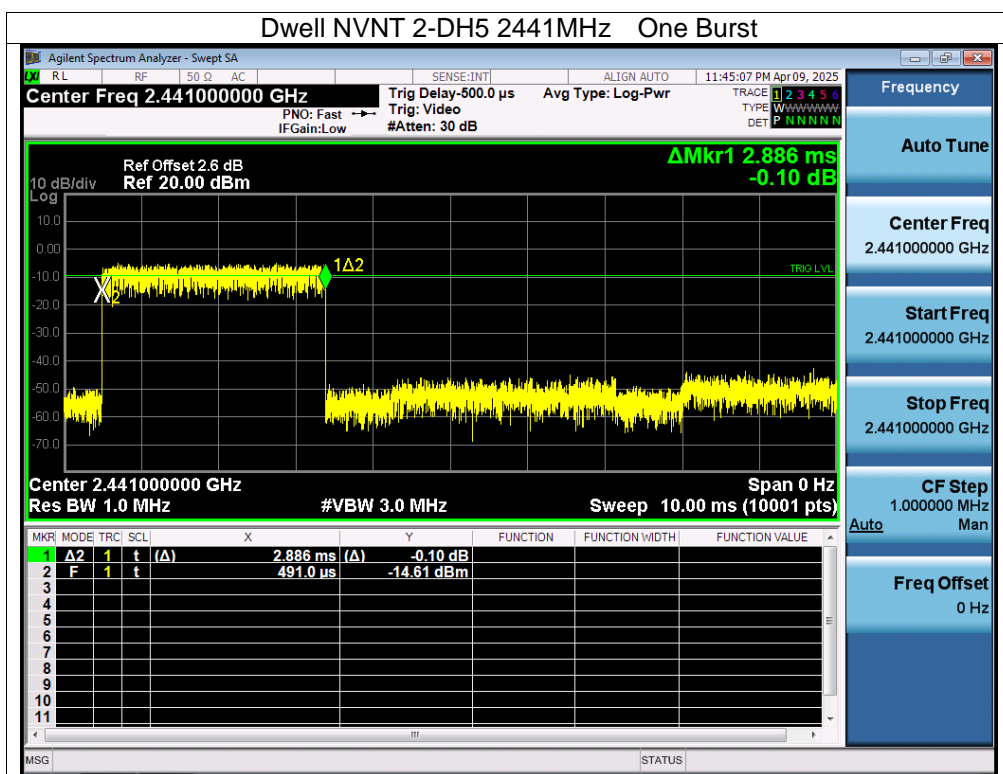 Dwell NVNT 2-DH5 2441MHz One Burst
Agilent Spectrum Analyzer - Swept SA
LXI RL RF 50 Ω AC SENSE:INT ALIGN AUTO 11:45:07 PM Apr 09, 2025
Center Freq 2.441000000 GHz Trig Delay-500.0 µs Avg Type: Log-Pwr TRACE 1 2 3 4 5 6
PNO: Fast Trig: Video TYPE WWWWWW
IFGain:Low #Atten: 30 dB DET P N N N N N
ΔMkr1 2.886 ms
-0.10 dB
Ref Offset 2.6 dB
10 dB/div Ref 20.00 dBm
Log
10.0
0.00
-10.0
-20.0
-30.0
-40.0
-50.0
-60.0
-70.0
1Δ2
TRIG LVL
2
Center 2.441000000 GHz Span 0 Hz
Res BW 1.0 MHz #VBW 3.0 MHz Sweep 10.00 ms (10001 pts)
MKR MODE TRC SCL X Y FUNCTION FUNCTION WIDTH FUNCTION VALUE
1 Δ2 1 t (Δ) 2.886 ms (Δ) -0.10 dB
2 F 1 t 491.0 µs -14.61 dBm
3
4
5
6
7
8
9
10
11
MSG STATUS
Frequency
Auto Tune
Center Freq
2.441000000 GHz
Start Freq
2.441000000 GHz
Stop Freq
2.441000000 GHz
CF Step
1.000000 MHz
Auto Man
Freq Offset
0 Hz